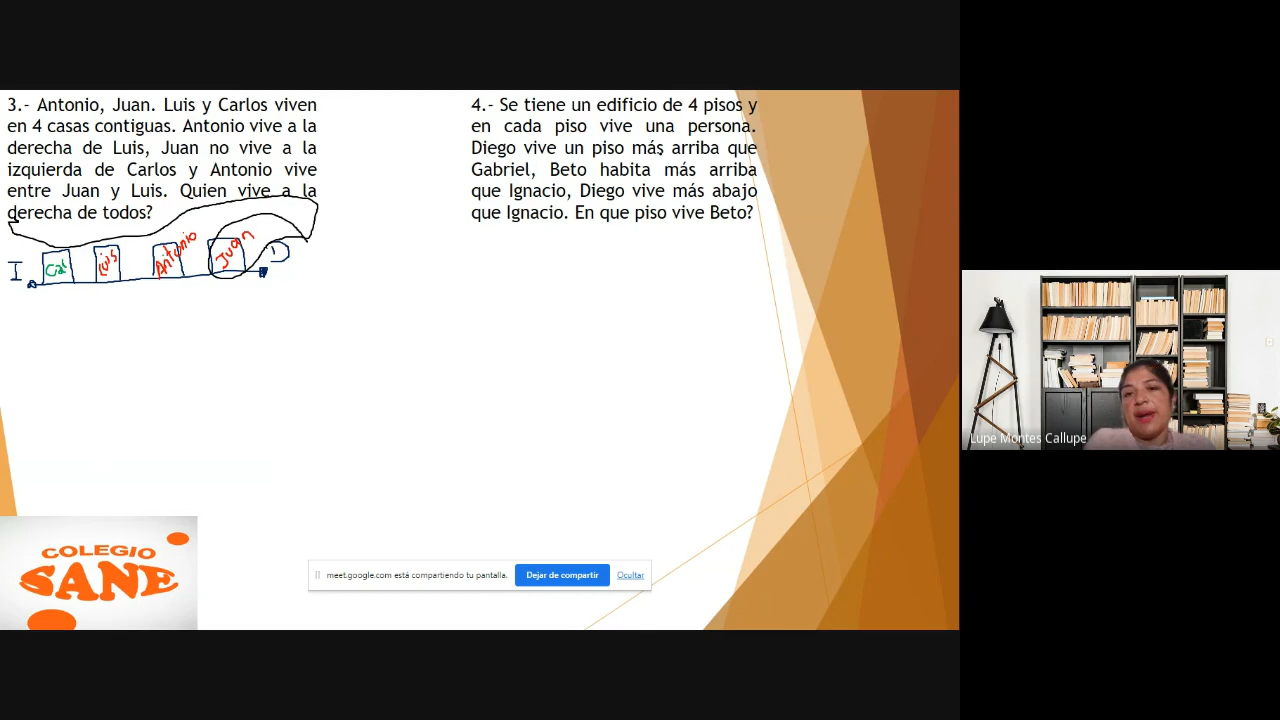 3.- Antonio, Juan. Luis y Carlos viven
en 4 casas contiguas. Antonio vive a la
derecha de Luis, Juan no vive a la
izquierda de Carlos y Antonio vive
entre Juan y Luis. Quien vive a la
derecha de todos?
I
Car
Luis
Antonio
Juan
D
4.- Se tiene un edificio de 4 pisos y
en cada piso vive una persona.
Diego vive un piso más arriba que
Gabriel, Beto habita más arriba
que Ignacio, Diego vive más abajo
que Ignacio. En que piso vive Beto?
COLEGIO
SANE
meet.google.com está compartiendo tu pantalla.
Dejar de compartir
Ocultar
Lupe Montes Callupe